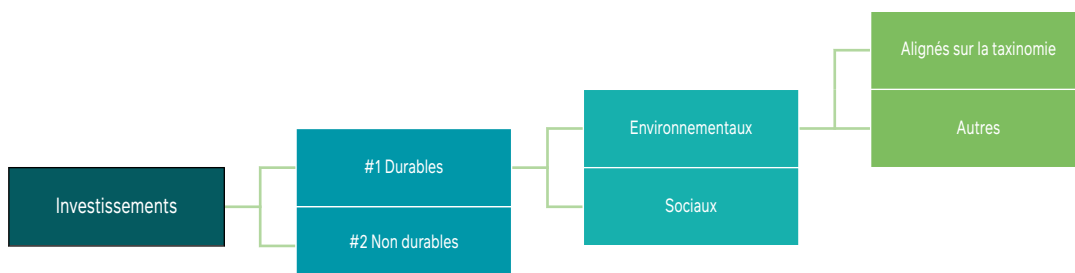 Investissements
#1 Durables
#2 Non durables
Environnementaux
Sociaux
Alignés sur la taxinomie
Autres